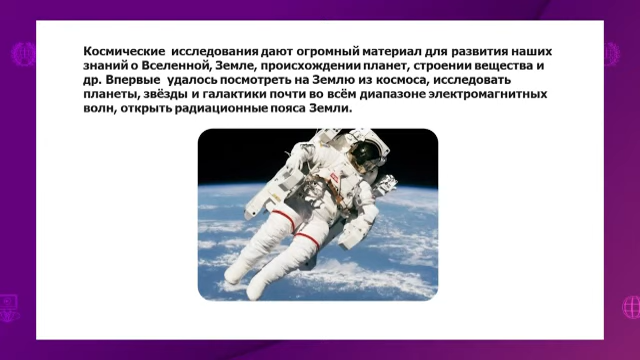 Космические исследования дают огромный материал для развития наших
знаний о Вселенной, Земле, происхождении планет, строении вещества и
др. Впервые удалось посмотреть на Землю из космоса, исследовать
планеты, звёзды и галактики почти во всём диапазоне электромагнитных
волн, открыть радиационные пояса Земли.